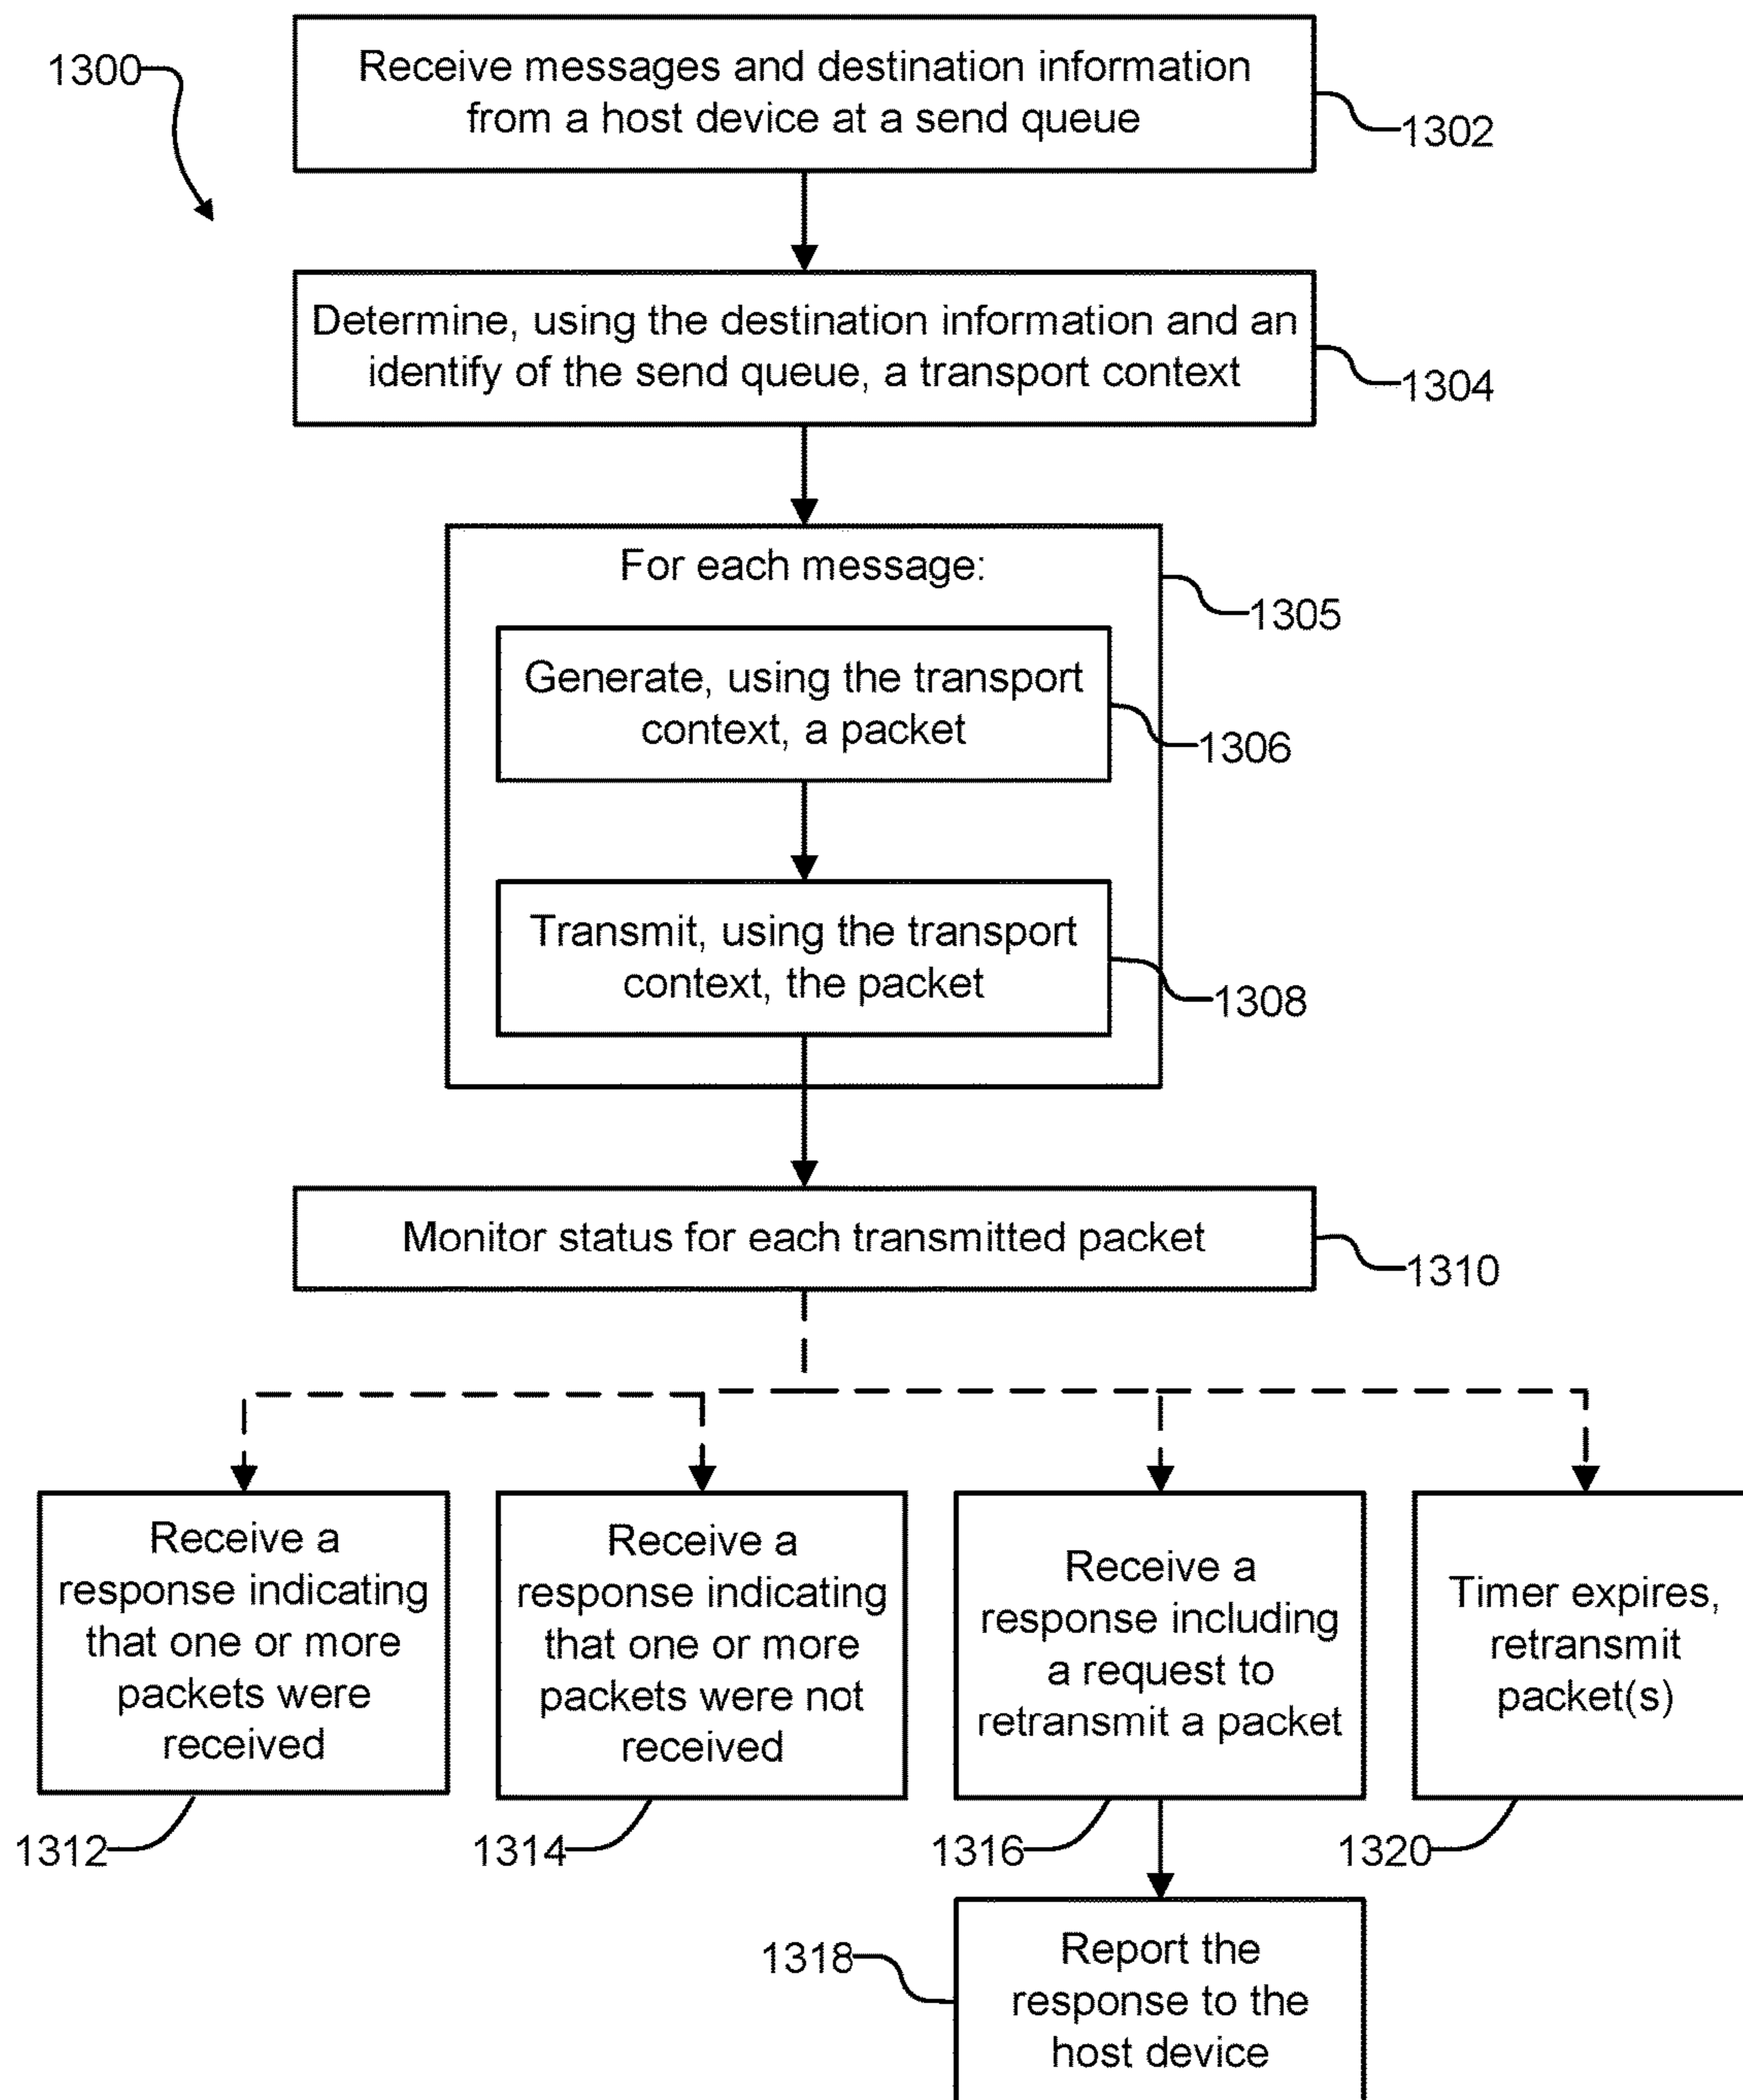 1300
Receive messages and destination information
from a host device at a send queue
1302
Determine, using the destination information and an
identify of the send queue, a transport context
1304
For each message:
1305
Generate, using the transport
context, a packet
1306
Transmit, using the transport
context, the packet
1308
Monitor status for each transmitted packet
1310
Receive a
response indicating
that one or more
packets were
received
1312
Receive a
response indicating
that one or more
packets were not
received
1314
Receive a
response including
a request to
retransmit a packet
1316
Timer expires,
retransmit
packet(s)
1320
1318
Report the
response to the
host device